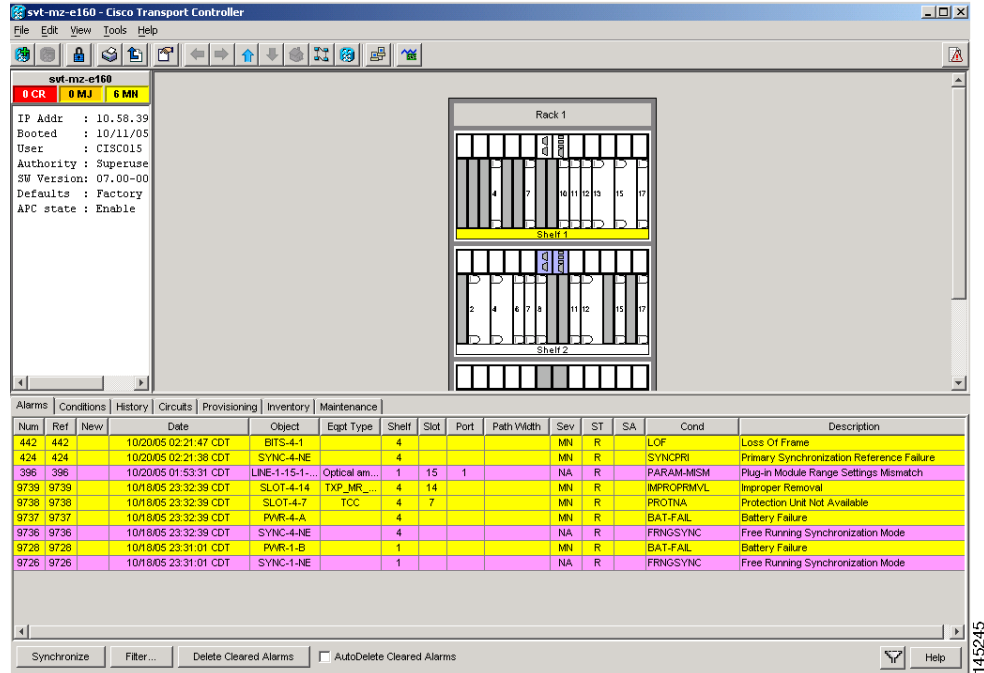 svt-mz-e160 - Cisco Transport Controller
File Edit View Tools Help
svt-mz-e160
0 CR 0 MJ 6 MN
IP Addr : 10.58.39
Booted : 10/11/05
User : CISCO15
Authority : Superuse
SW Version: 07.00-00
Defaults : Factory
APC state : Enable
Rack 1
4 7 10 11 12 13 15 17
Shelf 1
2 4 6 7 8 11 12 15 17
Shelf 2
Alarms Conditions History Circuits Provisioning Inventory Maintenance
Num Ref New Date Object Eqpt Type Shelf Slot Port Path Width Sev ST SA Cond Description
442 442 10/20/05 02:21:47 CDT BITS-4-1 4 MN R LOF Loss Of Frame
424 424 10/20/05 02:21:38 CDT SYNC-4-NE 4 MN R SYNCPRI Primary Synchronization Reference Failure
396 396 10/20/05 01:53:31 CDT LINE-1-15-1-... Optical am... 1 15 1 NA R PARAM-MISM Plug-in Module Range Settings Mismatch
9739 9739 10/18/05 23:32:39 CDT SLOT-4-14 TXP_MR_... 4 14 MN R IMPROPRMVL Improper Removal
9738 9738 10/18/05 23:32:39 CDT SLOT-4-7 TCC 4 7 MN R PROTNA Protection Unit Not Available
9737 9737 10/18/05 23:32:39 CDT PWR-4-A 4 MN R BAT-FAIL Battery Failure
9736 9736 10/18/05 23:32:39 CDT SYNC-4-NE 4 NA R FRNGSYNC Free Running Synchronization Mode
9728 9728 10/18/05 23:31:01 CDT PWR-1-B 1 MN R BAT-FAIL Battery Failure
9726 9726 10/18/05 23:31:01 CDT SYNC-1-NE 1 NA R FRNGSYNC Free Running Synchronization Mode
Synchronize Filter... Delete Cleared Alarms AutoDelete Cleared Alarms Help
145245